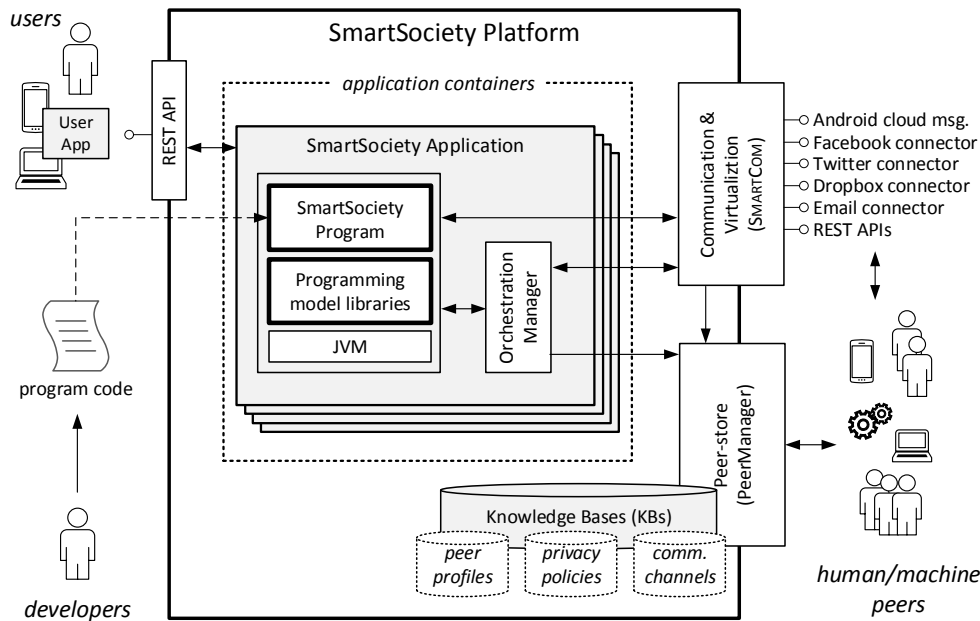 users
SmartSociety Platform
application containers
User
App
REST API
SmartSociety Application
SmartSociety
Program
Programming
model libraries
JVM
Orchestration
Manager
Communication &
Virtualiztion
(SMARTCOM)
Android cloud msg.
Facebook connector
Twitter connector
Dropbox connector
Email connector
REST APIs
program code
Peer-store
(PeerManager)
Knowledge Bases (KBs)
peer
profiles
privacy
policies
comm.
channels
developers
human/machine
peers